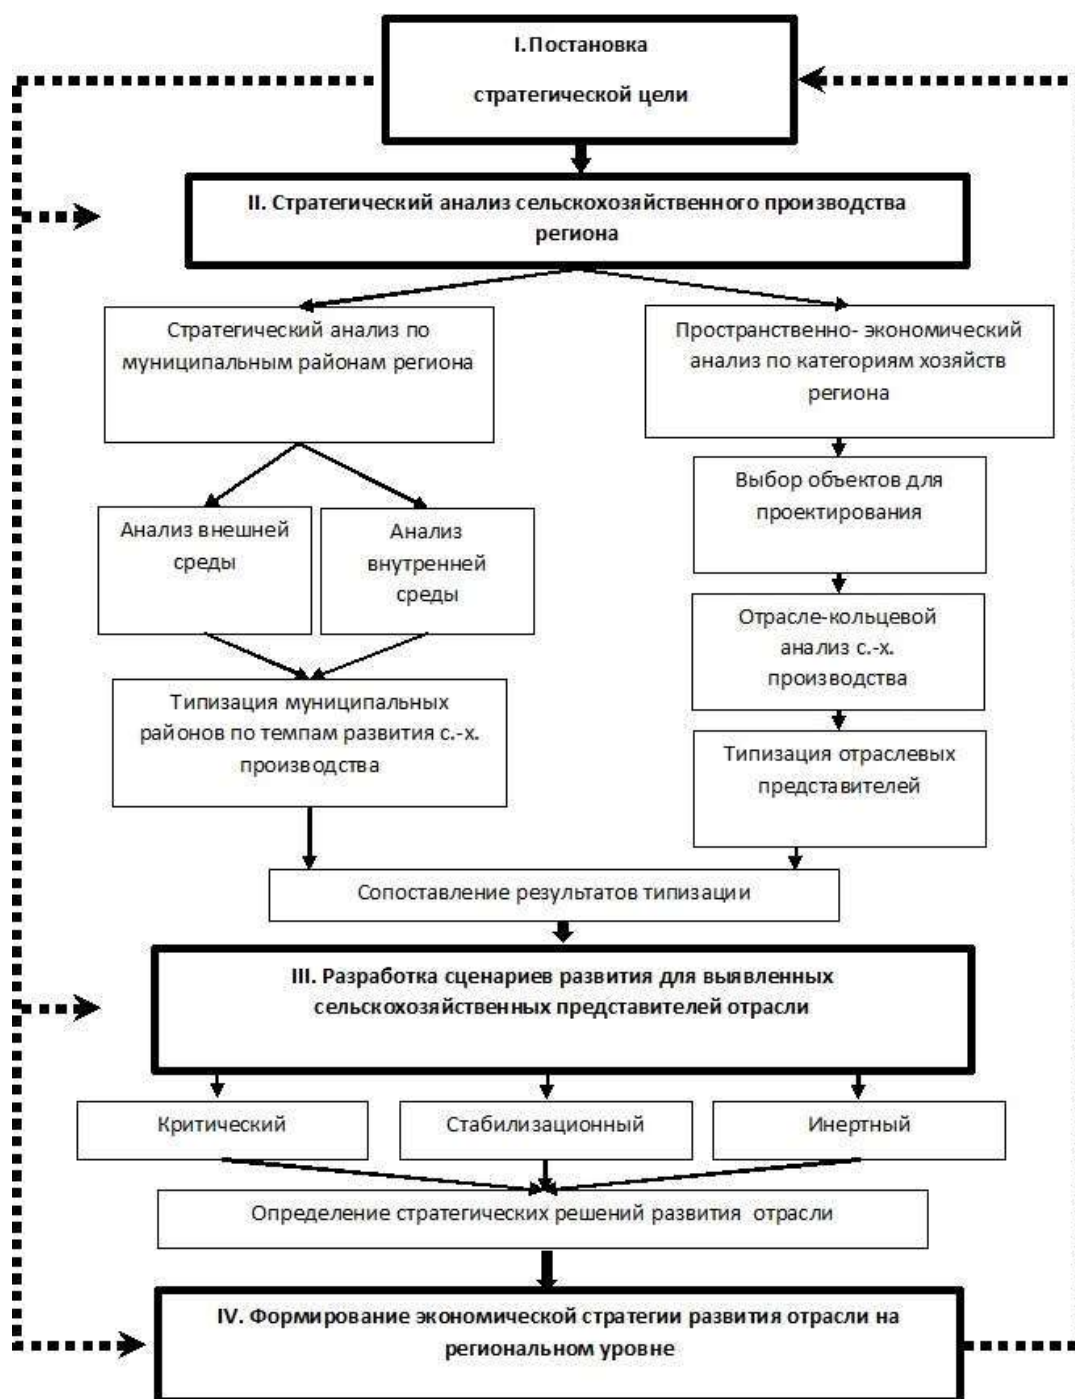 I.Постановка
стратегической цели
II. Стратегический анализ сельскохозяйственного производства
региона
Стратегический анализ по
муниципальным районам региона
Пространственно- экономический
анализ по категориям хозяйств
региона
Анализ внешней
среды
Анализ
внутренней
среды
Выбор объектов для
проектирования
Отрасле-кольцевой
анализ с.-х.
производства
Типизация муниципальных
районов по темпам развития с.-х.
производства
Типизация отраслевых
представителей
Сопоставление результатов типизации
III. Разработка сценариев развития для выявленных
сельскохозяйственных представителей отрасли
Критический
Стабилизационный
Инертный
Определение стратегических решений развития отрасли
IV. Формирование экономической стратегии развития отрасли на
региональном уровне